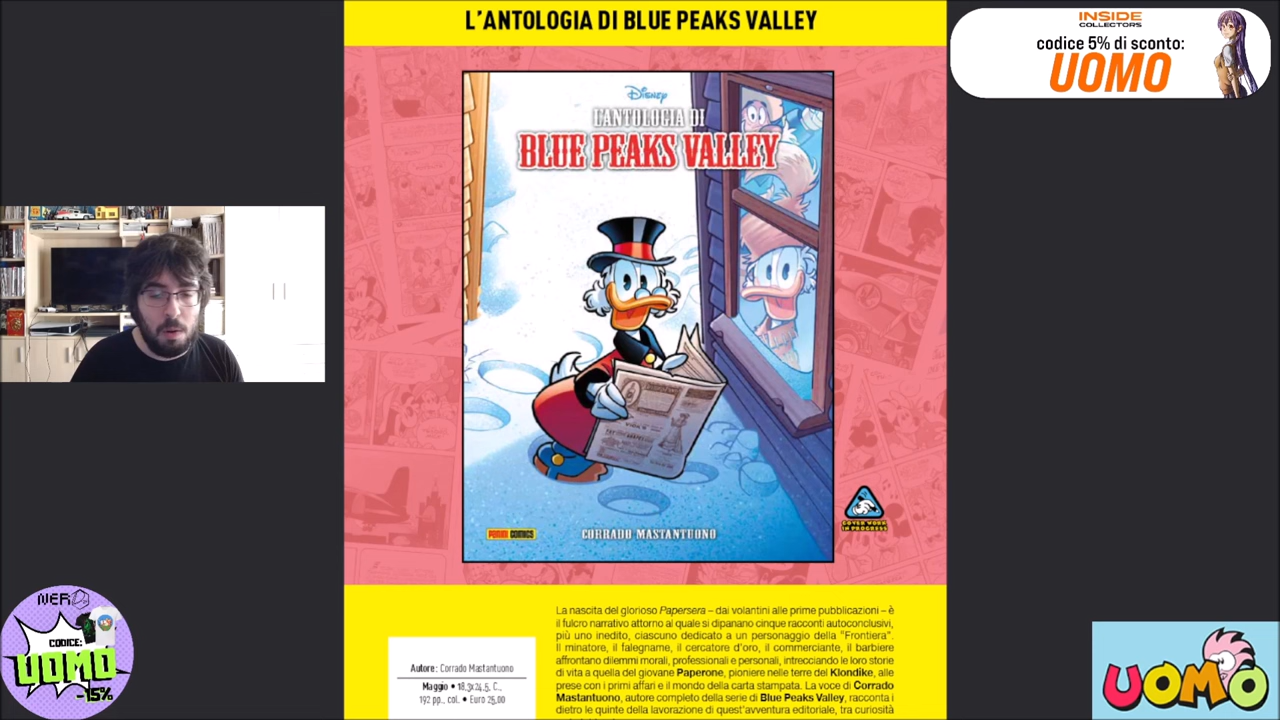 L'ANTOLOGIA DI BLUE PEAKS VALLEY
INSIDE
COLLECTORS
codice 5% di sconto:
UOMO
Disney
L'ANTOLOGIA DI
BLUE PEAKS VALLEY
PANINI COMICS
CORRADO MASTANTUONO
COVER WORK
IN PROGRESS
NERD
CODICE:
UOMO
-15%
Autore: Corrado Mastantuono
Maggio • 18,3x24,5, C.,
192 pp., col. • Euro 25,00
La nascita del glorioso Papersera – dai volantini alle prime pubblicazioni – è
il fulcro narrativo attorno al quale si dipanano cinque racconti autoconclusivi,
più uno inedito, ciascuno dedicato a un personaggio della "Frontiera".
Il minatore, il falegname, il cercatore d'oro, il commerciante, il barbiere
affrontano dilemmi morali, professionali e personali, intrecciando le loro storie
di vita a quella del giovane Paperone, pioniere nelle terre del Klondike, alle
prese con i primi affari e il mondo della carta stampata. La voce di Corrado
Mastantuono, autore completo della serie di Blue Peaks Valley, racconta i
dietro le quinte della lavorazione di quest'avventura editoriale, tra curiosità
UOMO